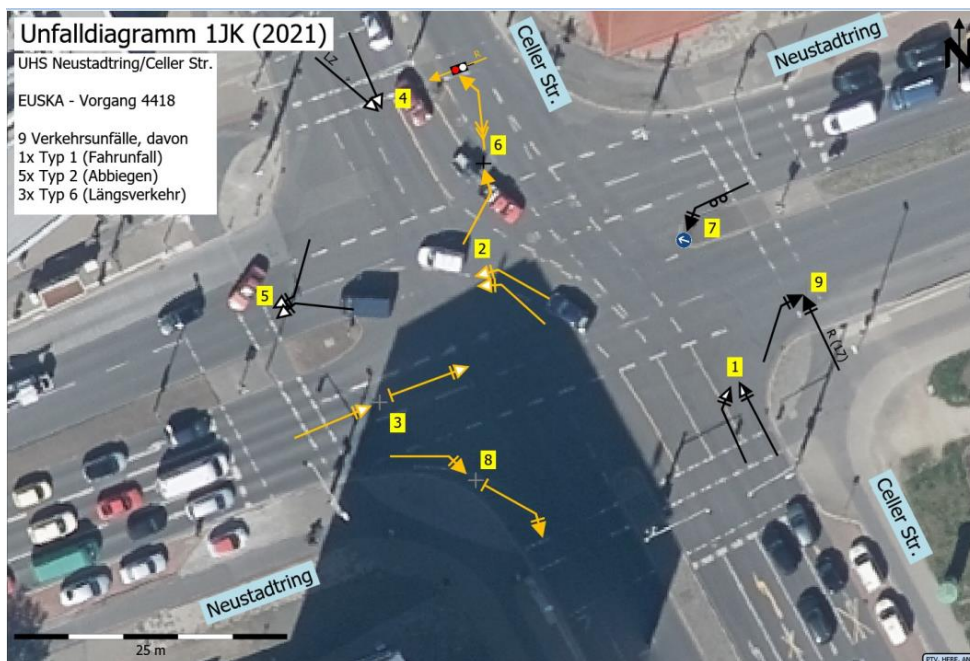 Unfalldiagramm 1JK (2021)
UHS Neustadtring/Celler Str.
EUSKA - Vorgang 4418
9 Verkehrsunfälle, davon
1x Typ 1 (Fahrunfall)
5x Typ 2 (Abbiegen)
3x Typ 6 (Längsverkehr)
Celler Str.
Neustadtring
N
LZ
R
4
6
7
2
5
9
R (1Z)
1
3
8
Celler Str.
Neustadtring
25 m